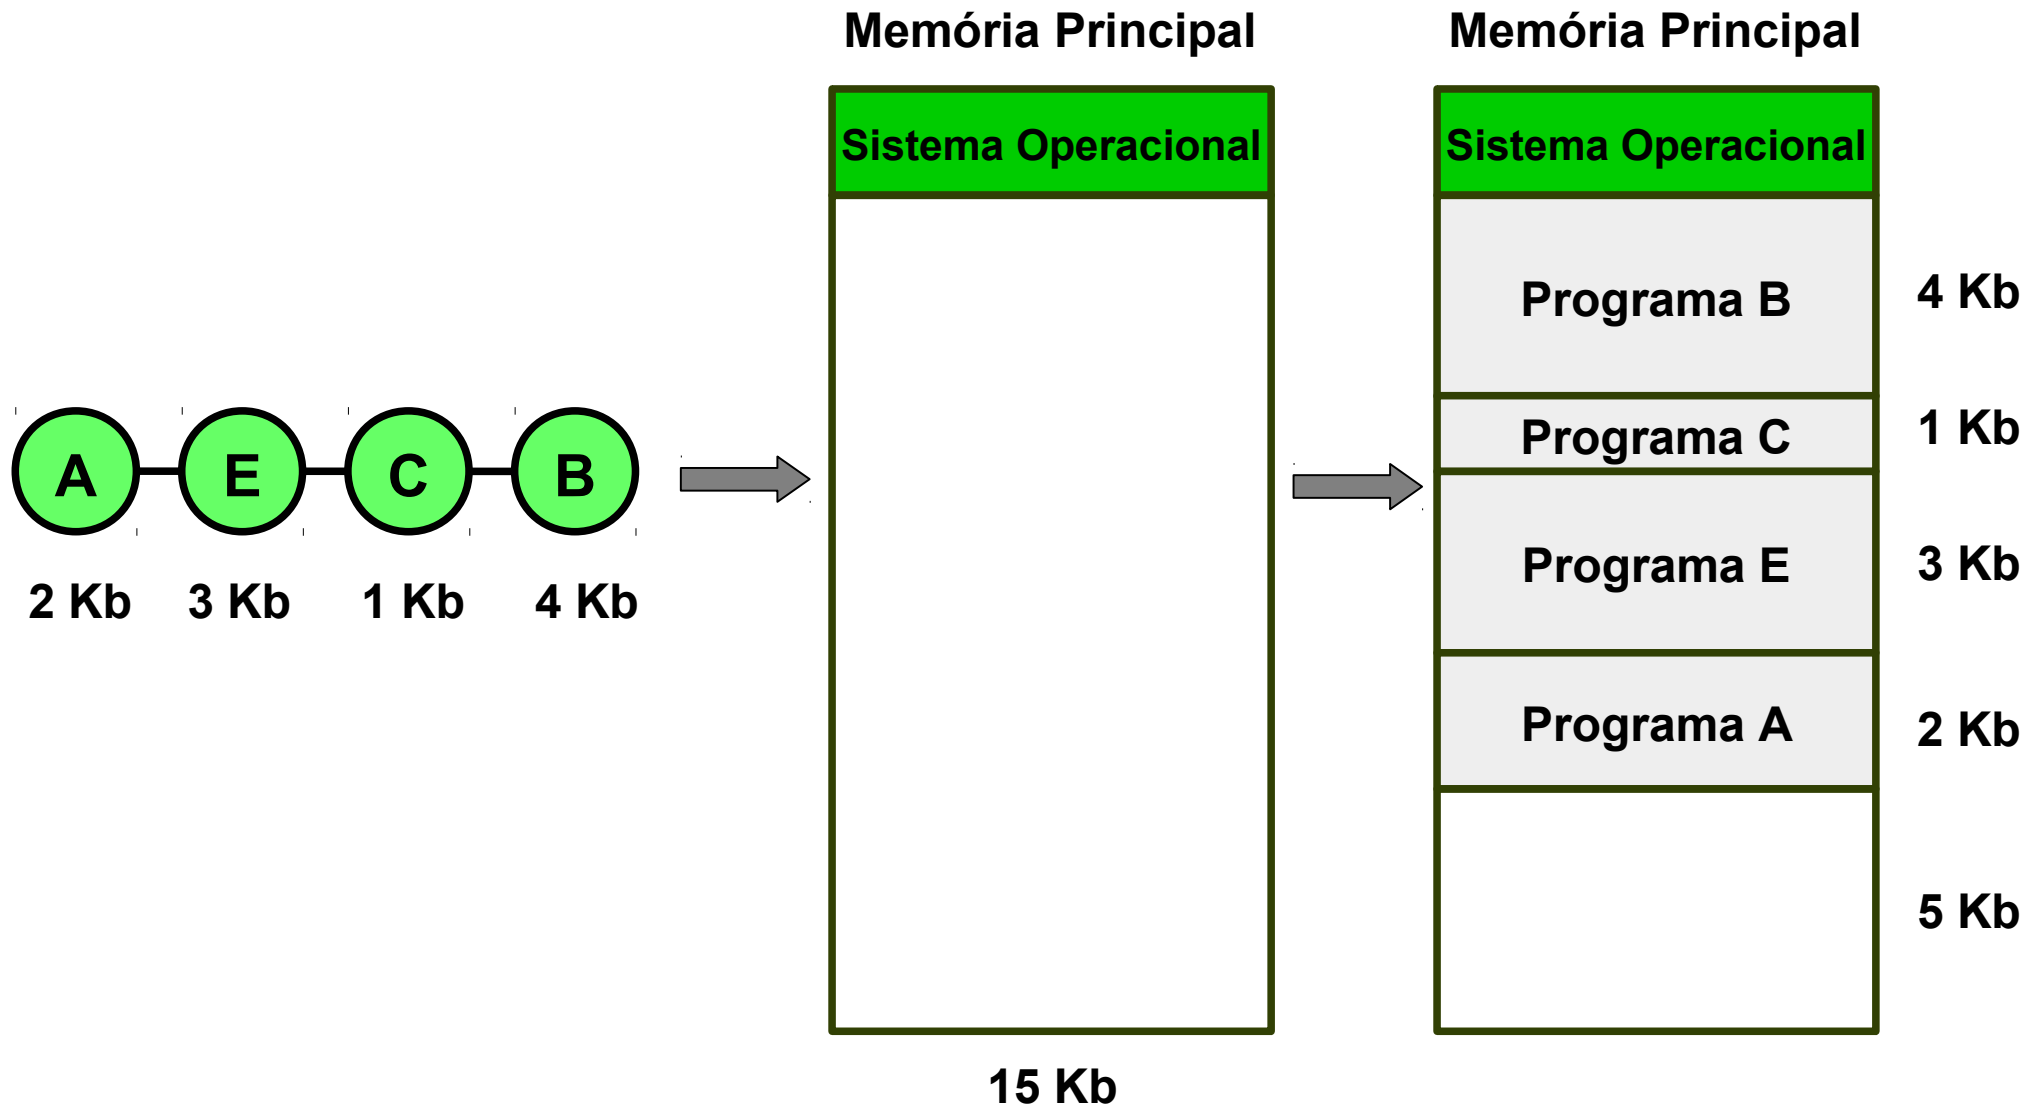 Memória Principal
Memória Principal
Sistema Operacional
Sistema Operacional
Programa B
4 Kb
Programa C
1 Kb
A E C B
Programa E
3 Kb
2 Kb 3 Kb 1 Kb 4 Kb
Programa A
2 Kb
5 Kb
15 Kb